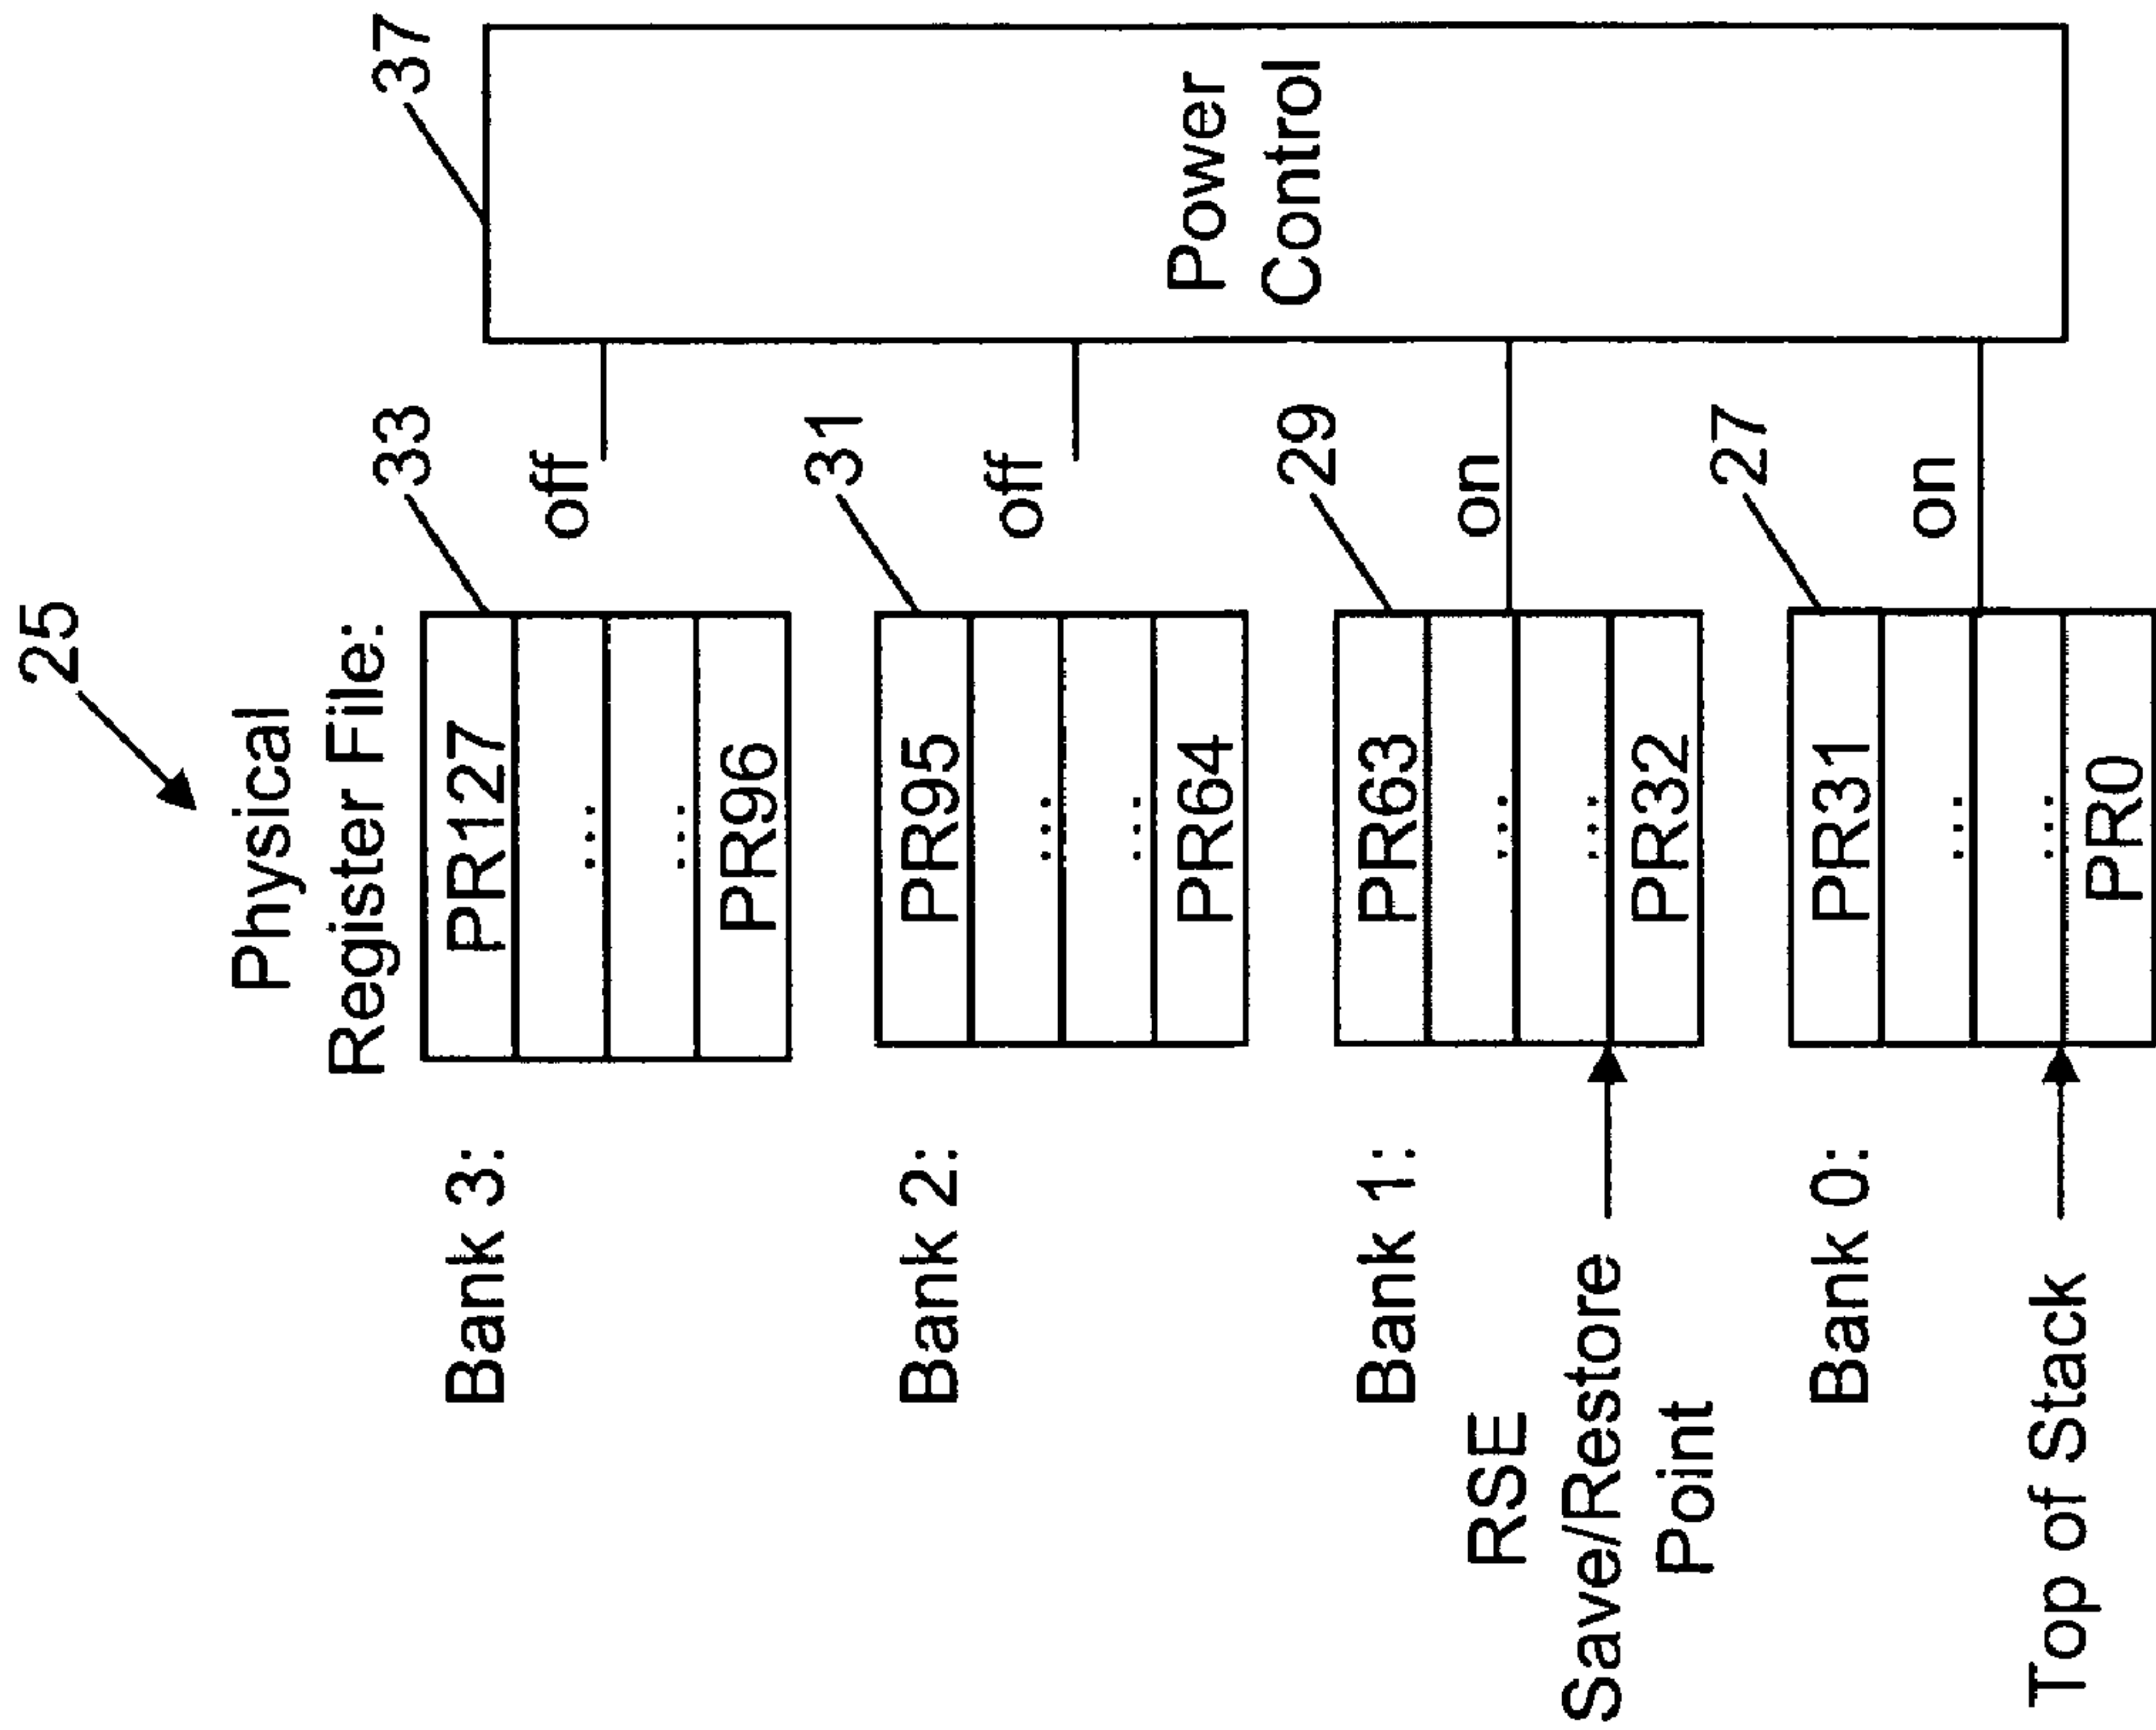 25
Physical
Register File:
33
37
Bank 3:
PR127
off
...
...
PR96
31
Bank 2:
PR95
off
...
...
PR64
Power
Control
29
Bank 1:
PR63
on
RSE
Save/Restore
Point
...
...
PR32
27
Bank 0:
PR31
on
...
...
Top of Stack
PR0